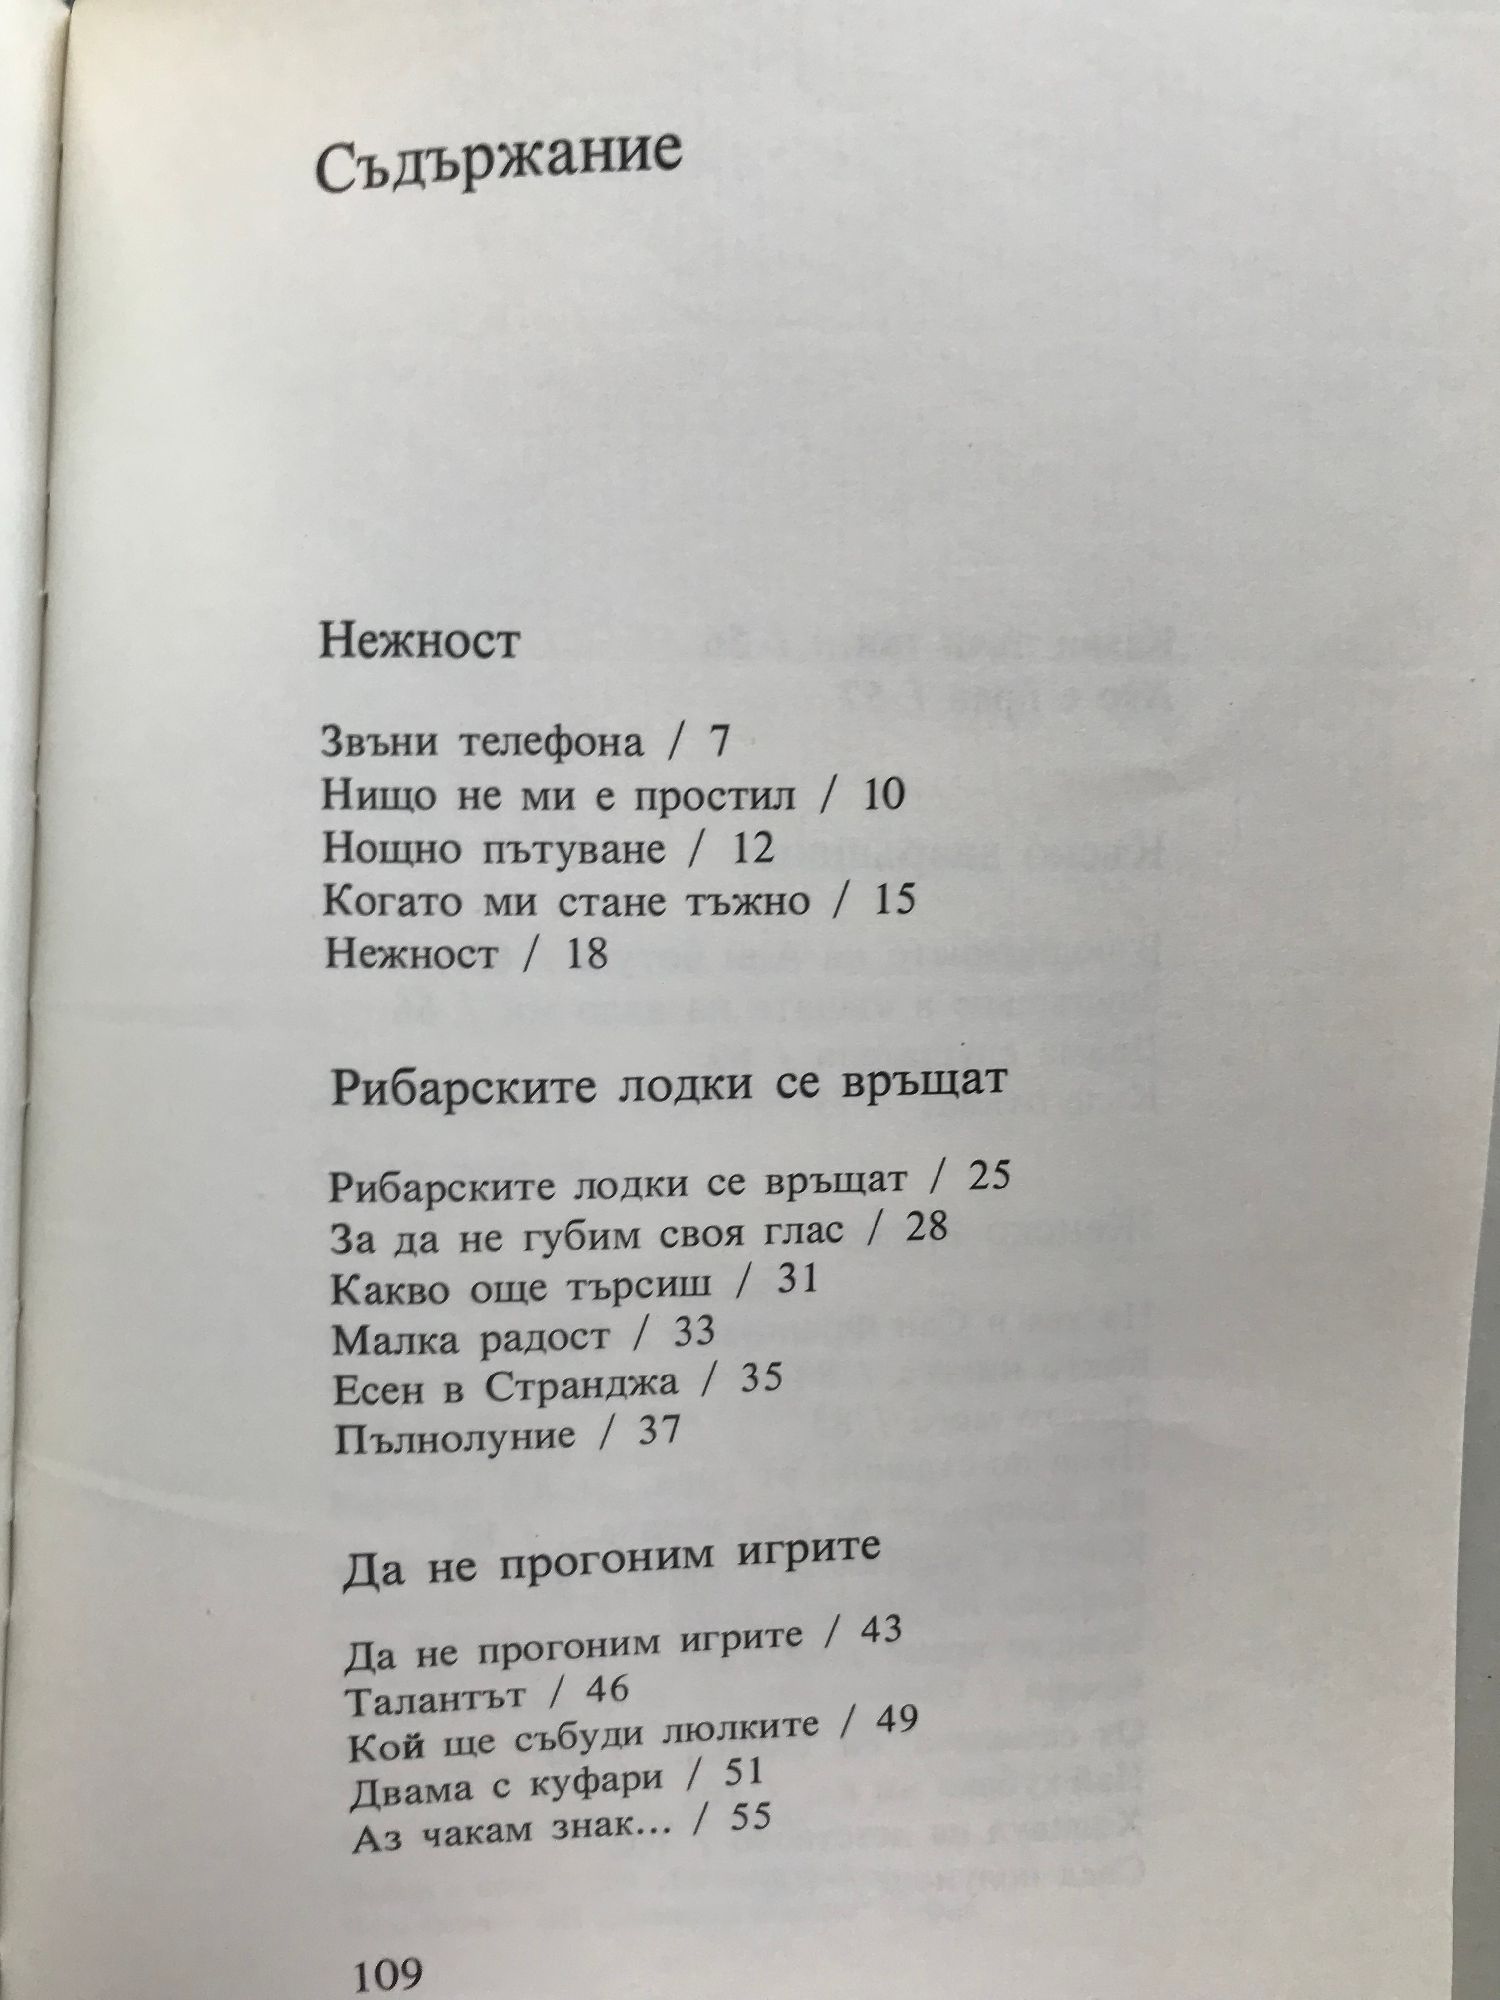 Съдържание
Нежност
Звъни телефона / 7
Нищо не ми е простил / 10
Нощно пътуване / 12
Когато ми стане тъжно / 15
Нежност / 18
Рибарските лодки се връщат
Рибарските лодки се връщат / 25
За да не губим своя глас / 28
Какво още търсиш / 31
Малка радост / 33
Есен в Странджа / 35
Пълнолуние / 37
Да не прогоним игрите
Да не прогоним игрите / 43
Талантът / 46
Кой ще събуди люлките / 49
Двама с куфари / 51
Аз чакам знак... / 55
109